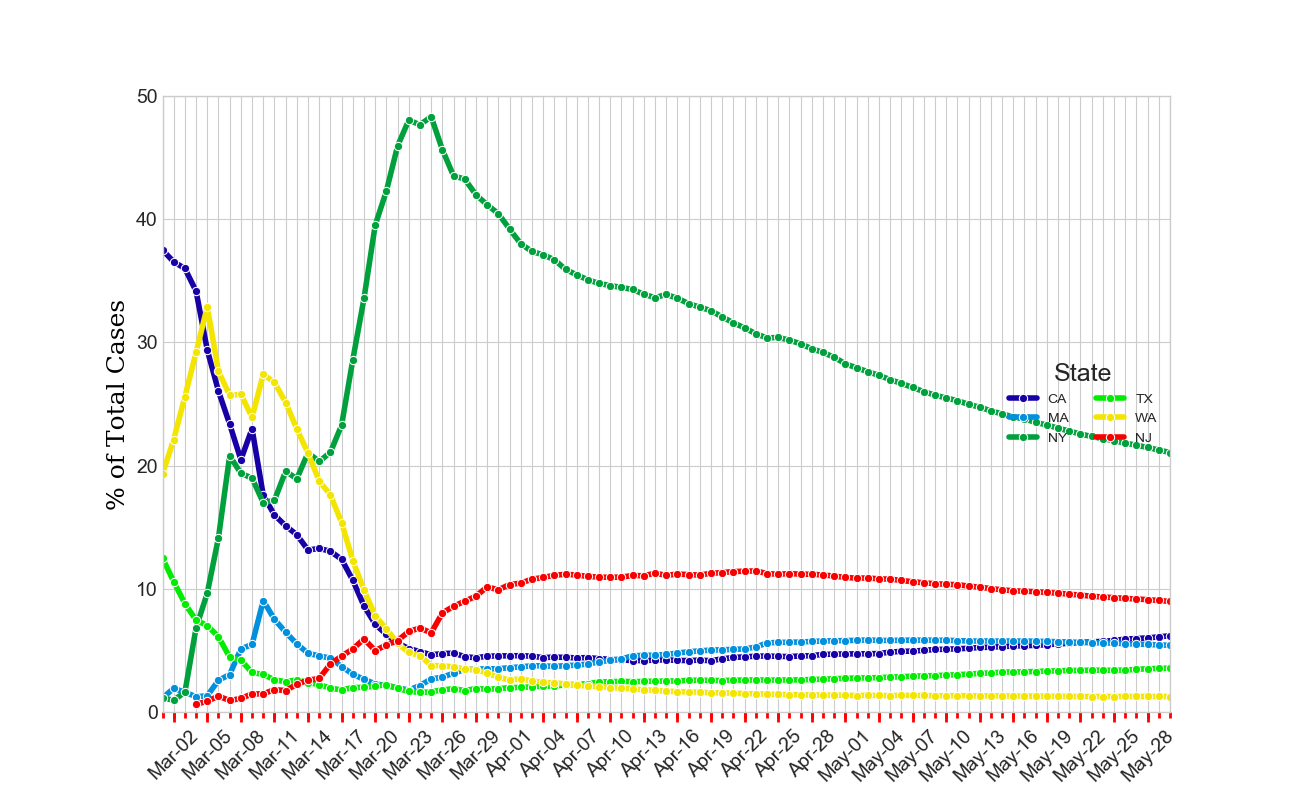 50
40
30
20
10
0
% of Total Cases
State
CA TX
MA WA
NY NJ
Mar-02 Mar-05 Mar-08 Mar-11 Mar-14 Mar-17 Mar-20 Mar-23 Mar-26 Mar-29 Apr-01 Apr-04 Apr-07 Apr-10 Apr-13 Apr-16 Apr-19 Apr-22 Apr-25 Apr-28 May-01 May-04 May-07 May-10 May-13 May-16 May-19 May-22 May-25 May-28